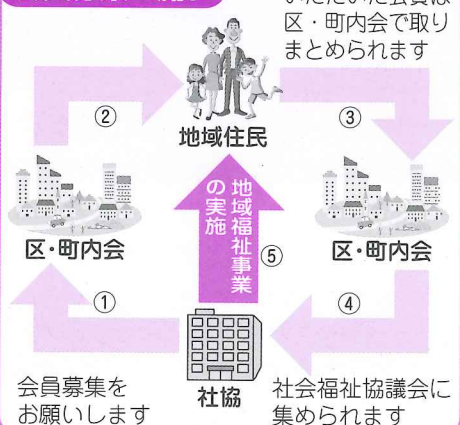 いただいた会費は
区・町内会で取り
まとめられます
②
③
地域住民
地域福祉事業
の実施
⑤
区・町内会
区・町内会
①
④
社協
会員募集を
お願いします
社会福祉協議会に
集められます